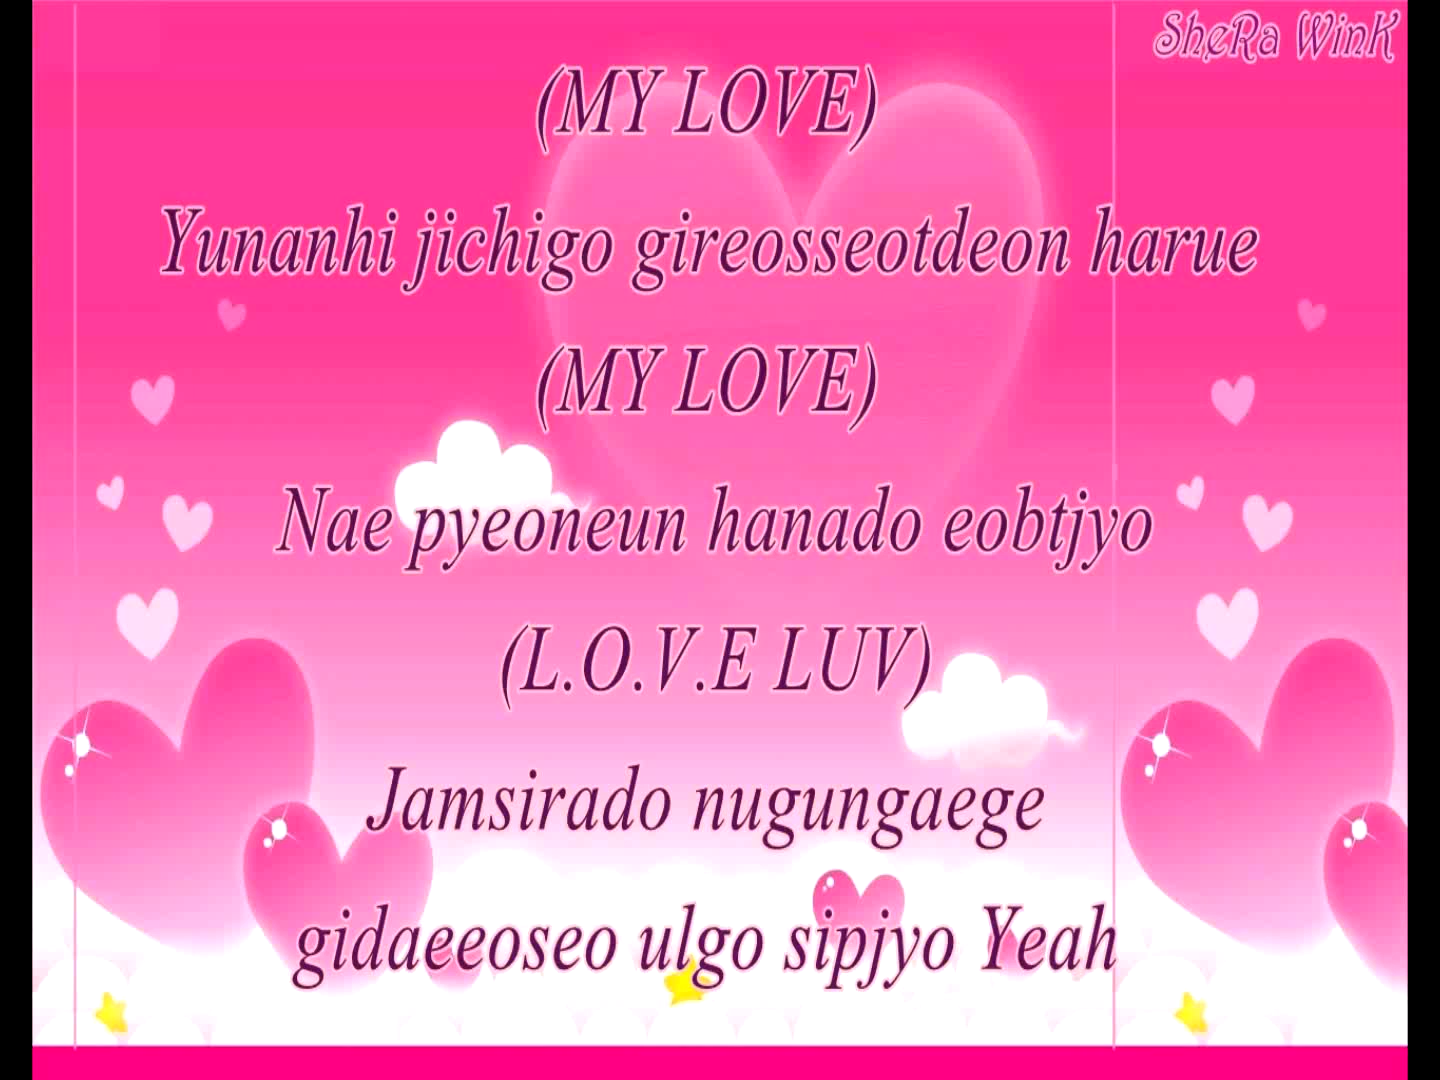 SheRa WinK
(MY LOVE)
Yunanhi jichigo gireosseotdeon harue
(MY LOVE)
Nae pyeoneun hanado eobtjyo
(L.O.V.E LUV)
Jamsirado nugungaege
gidaeeoseo ulgo sipjyo Yeah